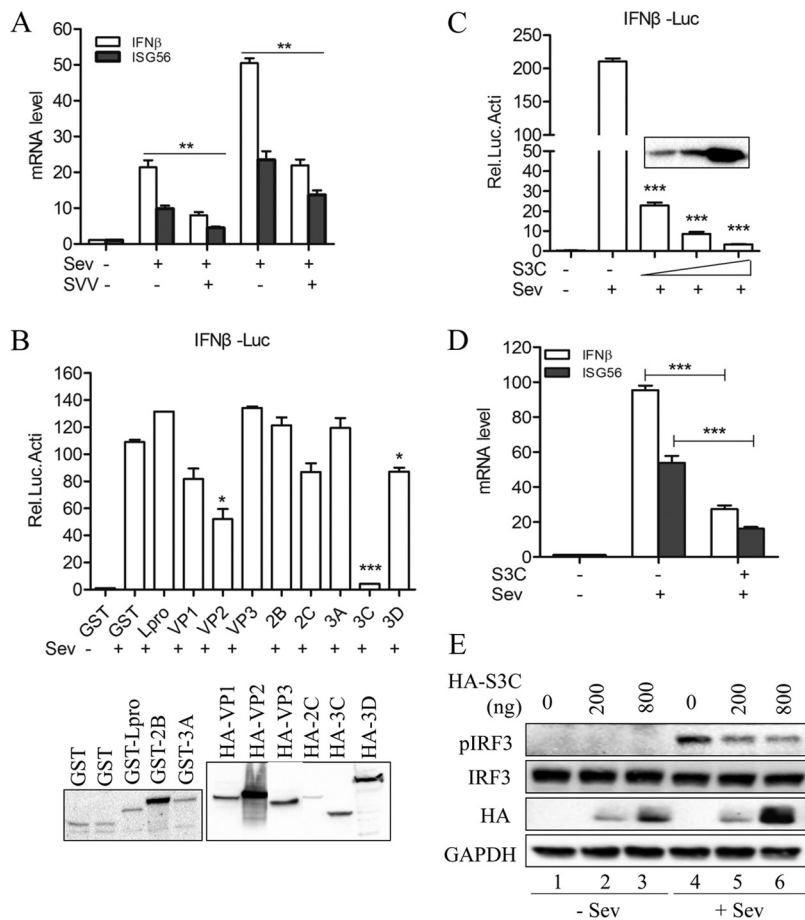 A
IFNβ
ISG56
mRNA level
60
50
40
30
20
10
0
**
**
Sev - + + + +
SVV - - + - +
B
IFNβ -Luc
Rel.Luc.Acti
160
140
120
100
80
60
40
20
0
*
***
*
GST GST Lpro VP1 VP2 VP3 2B 2C 3A 3C 3D
Sev - + + + + + + + + +
GST GST GST-Lpro GST-2B GST-3A
HA-VP1 HA-VP2 HA-VP3 HA-2C HA-3C HA-3D
C
IFNβ -Luc
Rel.Luc.Acti
250
200
150
100
50
40
30
20
10
0
***
***
***
S3C - -
Sev - + + + +
D
IFNβ
ISG56
mRNA level
120
100
80
60
40
20
0
***
***
S3C - - +
Sev - + +
E
HA-S3C (ng) 0 200 800 0 200 800
pIRF3
IRF3
HA
GAPDH
1 2 3 4 5 6
- Sev + Sev